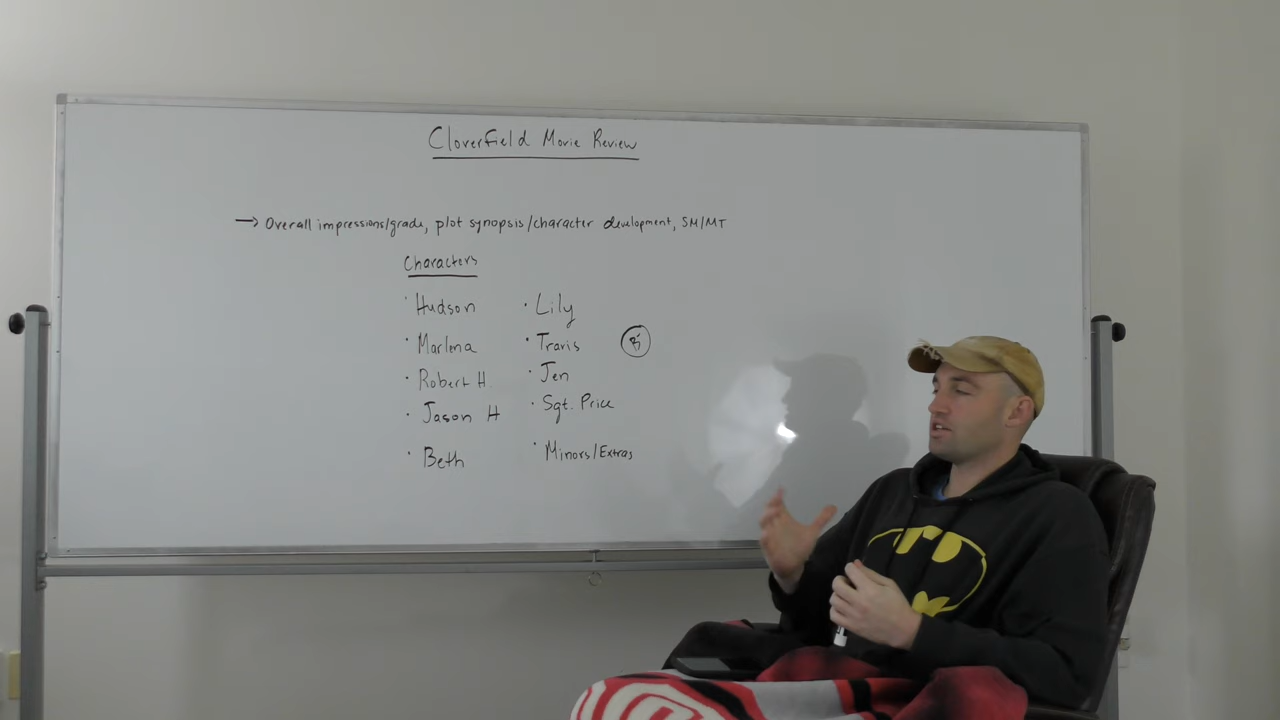 Cloverfield Movie Review
→ Overall impressions/grade, plot synopsis/character development, SM/MT
Characters
· Hudson
· Marlena
· Robert H.
· Jason H
· Beth
· Lily
· Travis
· Jen
· Sgt. Price
· Minors/Extras